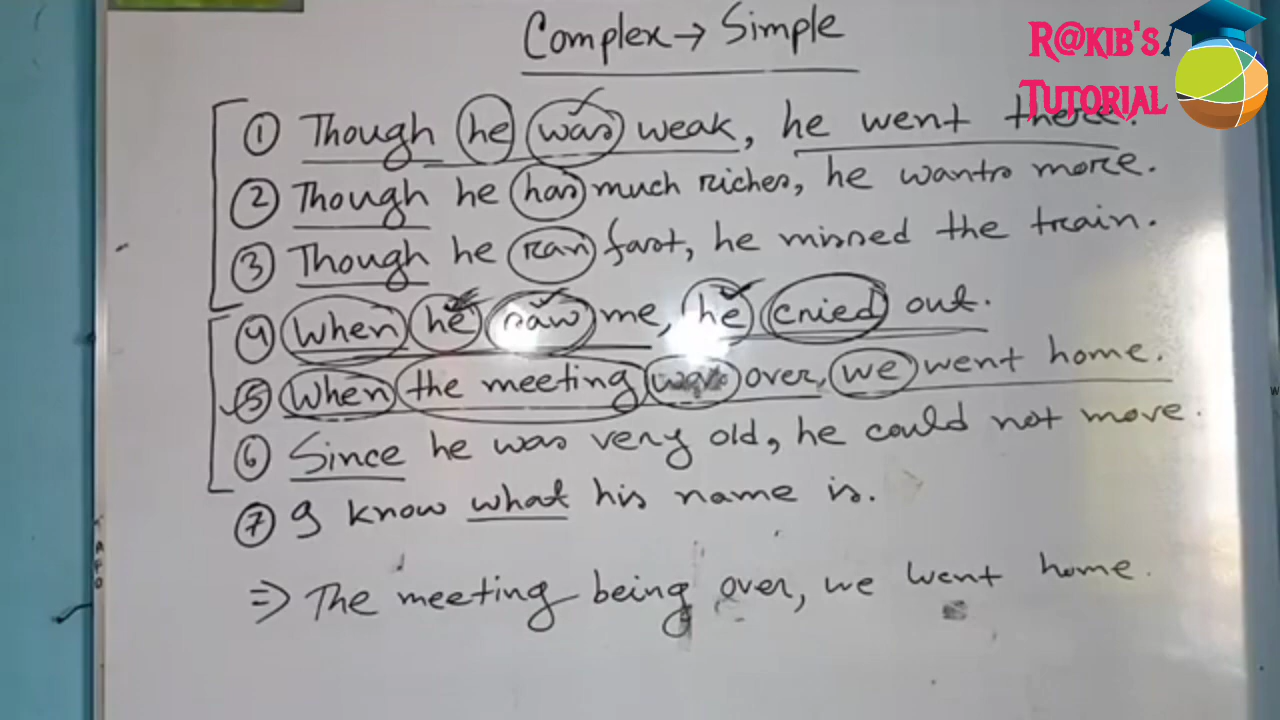 Complex → Simple
R@KIB'S
TUTORIAL
① Though he was weak, he went there.
② Though he has much riches, he wants more.
③ Though he ran fast, he missed the train.
④ When he saw me, he cried out.
⑤ When the meeting was over, we went home.
⑥ Since he was very old, he could not move.
⑦ I know what his name is.
⇒ The meeting being over, we went home.